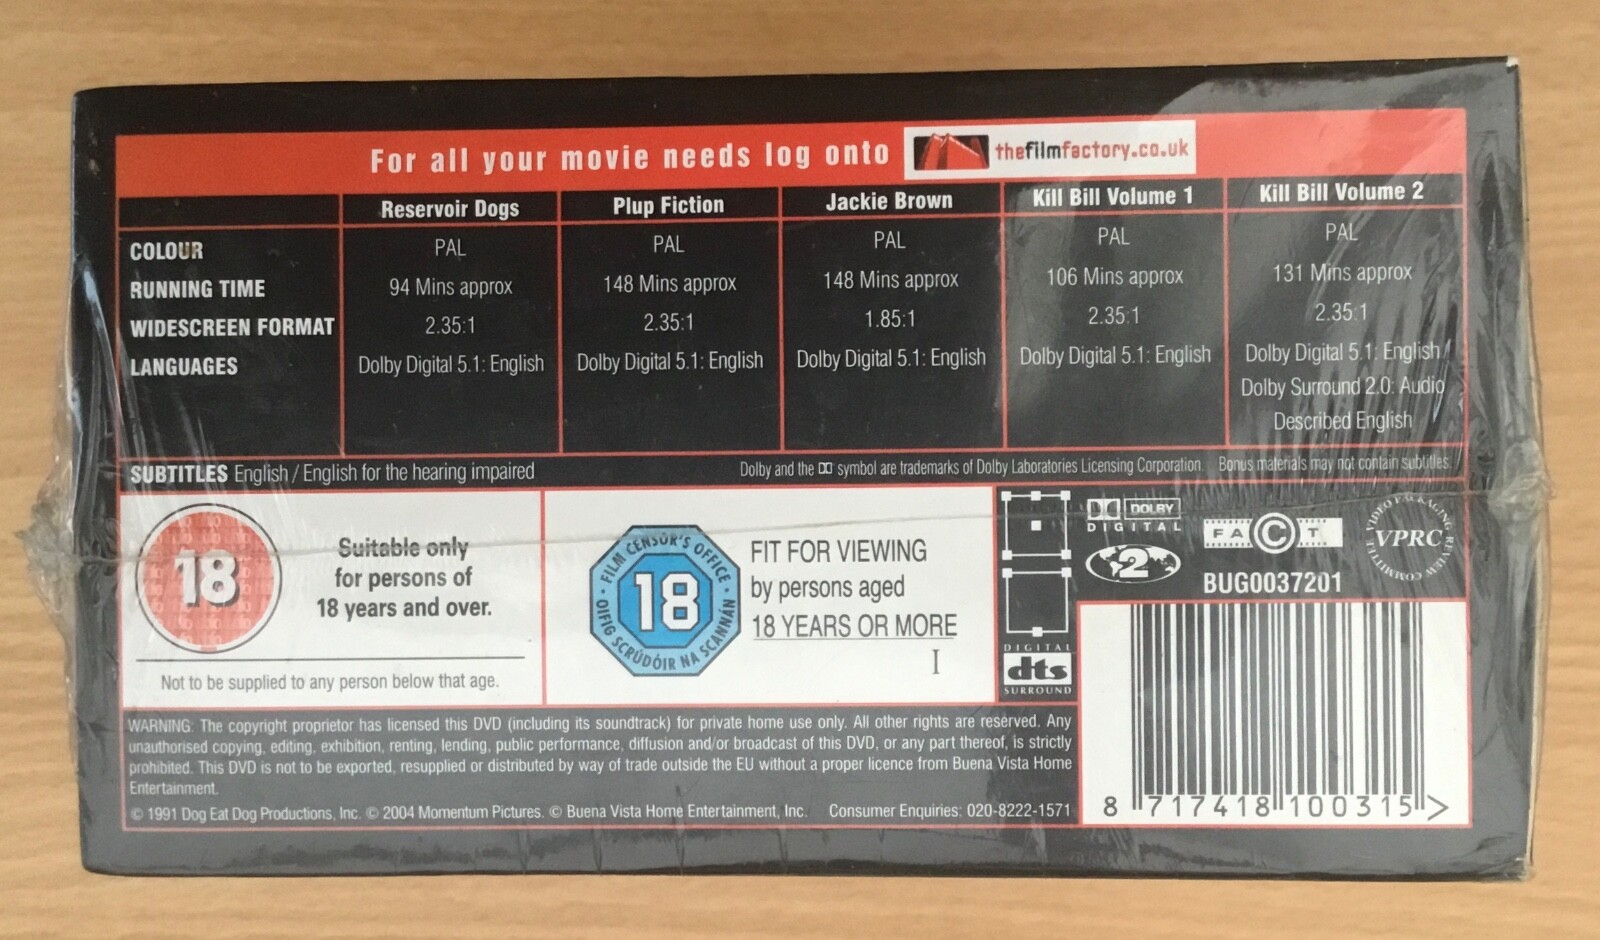 For all your movie needs log onto thefilmfactory.co.uk
Reservoir Dogs Plup Fiction Jackie Brown Kill Bill Volume 1 Kill Bill Volume 2
COLOUR PAL PAL PAL PAL PAL
RUNNING TIME 94 Mins approx 148 Mins approx 148 Mins approx 106 Mins approx 131 Mins approx
WIDESCREEN FORMAT 2.35:1 2.35:1 1.85:1 2.35:1 2.35:1
LANGUAGES Dolby Digital 5.1: English Dolby Digital 5.1: English Dolby Digital 5.1: English Dolby Digital 5.1: English Dolby Digital 5.1: English /
Dolby Surround 2.0: Audio
Described English
SUBTITLES English / English for the hearing impaired Dolby and the DD symbol are trademarks of Dolby Laboratories Licensing Corporation. Bonus materials may not contain subtitles.
18
Suitable only
for persons of
18 years and over.
Not to be supplied to any person below that age.
FILM CENSOR'S OFFICE
18
OIFIG SCRÚDÓIR NA SCANNÁN
FIT FOR VIEWING
by persons aged
18 YEARS OR MORE
I
DIGITAL
dts
SURROUND
DOLBY
DIGITAL
2
FACT
VIDEO PACKAGING REVIEW COMMITTEE
VPRC
BUG0037201
WARNING: The copyright proprietor has licensed this DVD (including its soundtrack) for private home use only. All other rights are reserved. Any
unauthorised copying, editing, exhibition, renting, lending, public performance, diffusion and/or broadcast of this DVD, or any part thereof, is strictly
prohibited. This DVD is not to be exported, resupplied or distributed by way of trade outside the EU without a proper licence from Buena Vista Home
Entertainment.
© 1991 Dog Eat Dog Productions, Inc. © 2004 Momentum Pictures. © Buena Vista Home Entertainment, Inc. Consumer Enquiries: 020-8222-1571
8 717418 100315 >